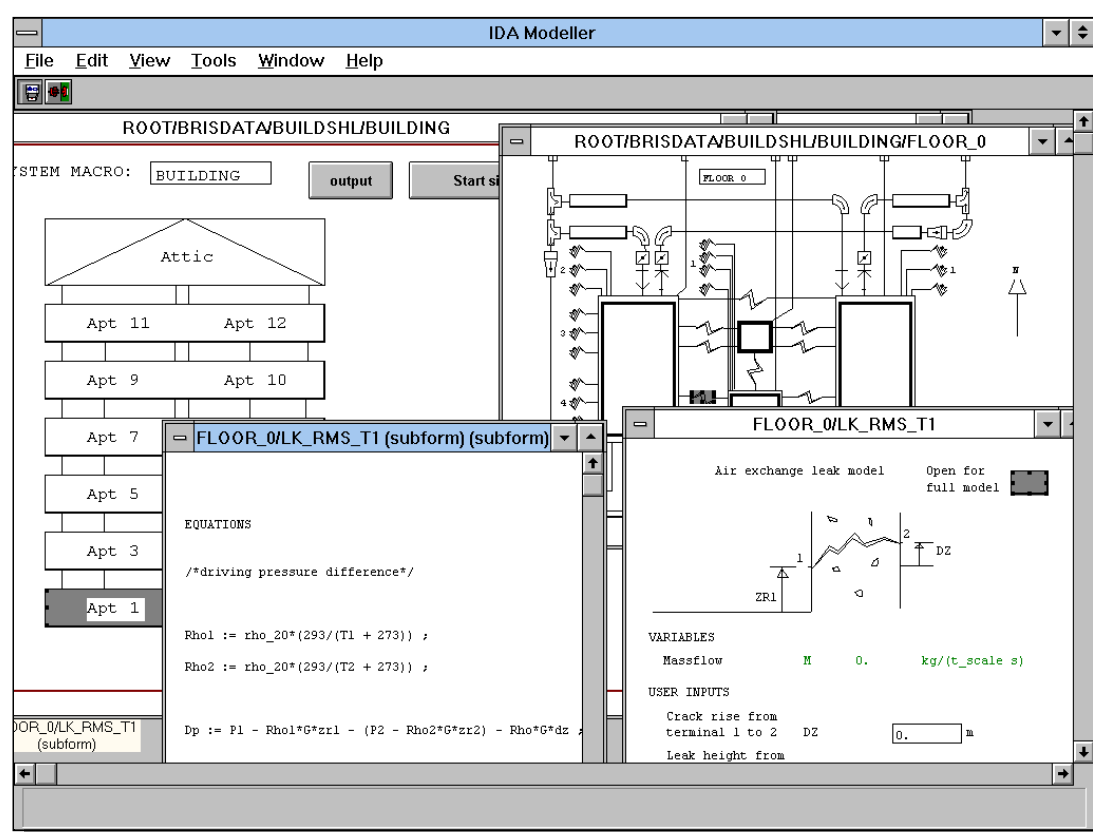 IDA Modeller
File Edit View Tools Window Help
ROOT/BRISDATA/BUILDSHL/BUILDING
YSTEM MACRO: BUILDING
output
Start si
Attic
Apt 11 Apt 12
Apt 9 Apt 10
Apt 7
Apt 5
Apt 3
Apt 1
OOR_0/LK_RMS_T1
(subform)
ROOT/BRISDATA/BUILDSHL/BUILDING/FLOOR_0
FLOOR 0
2
1
1
N
3
4
FLOOR_0/LK_RMS_T1 (subform) (subform)
EQUATIONS
/*driving pressure difference*/
Rho1 := rho_20*(293/(T1 + 273)) ;
Rho2 := rho_20*(293/(T2 + 273)) ;
Dp := P1 - Rho1*G*zr1 - (P2 - Rho2*G*zr2) - Rho*G*dz ;
FLOOR_0/LK_RMS_T1
Air exchange leak model
Open for
full model
2
1
DZ
ZR1
VARIABLES
Massflow M 0. kg/(t_scale s)
USER INPUTS
Crack rise from
terminal 1 to 2 DZ 0. m
Leak height from